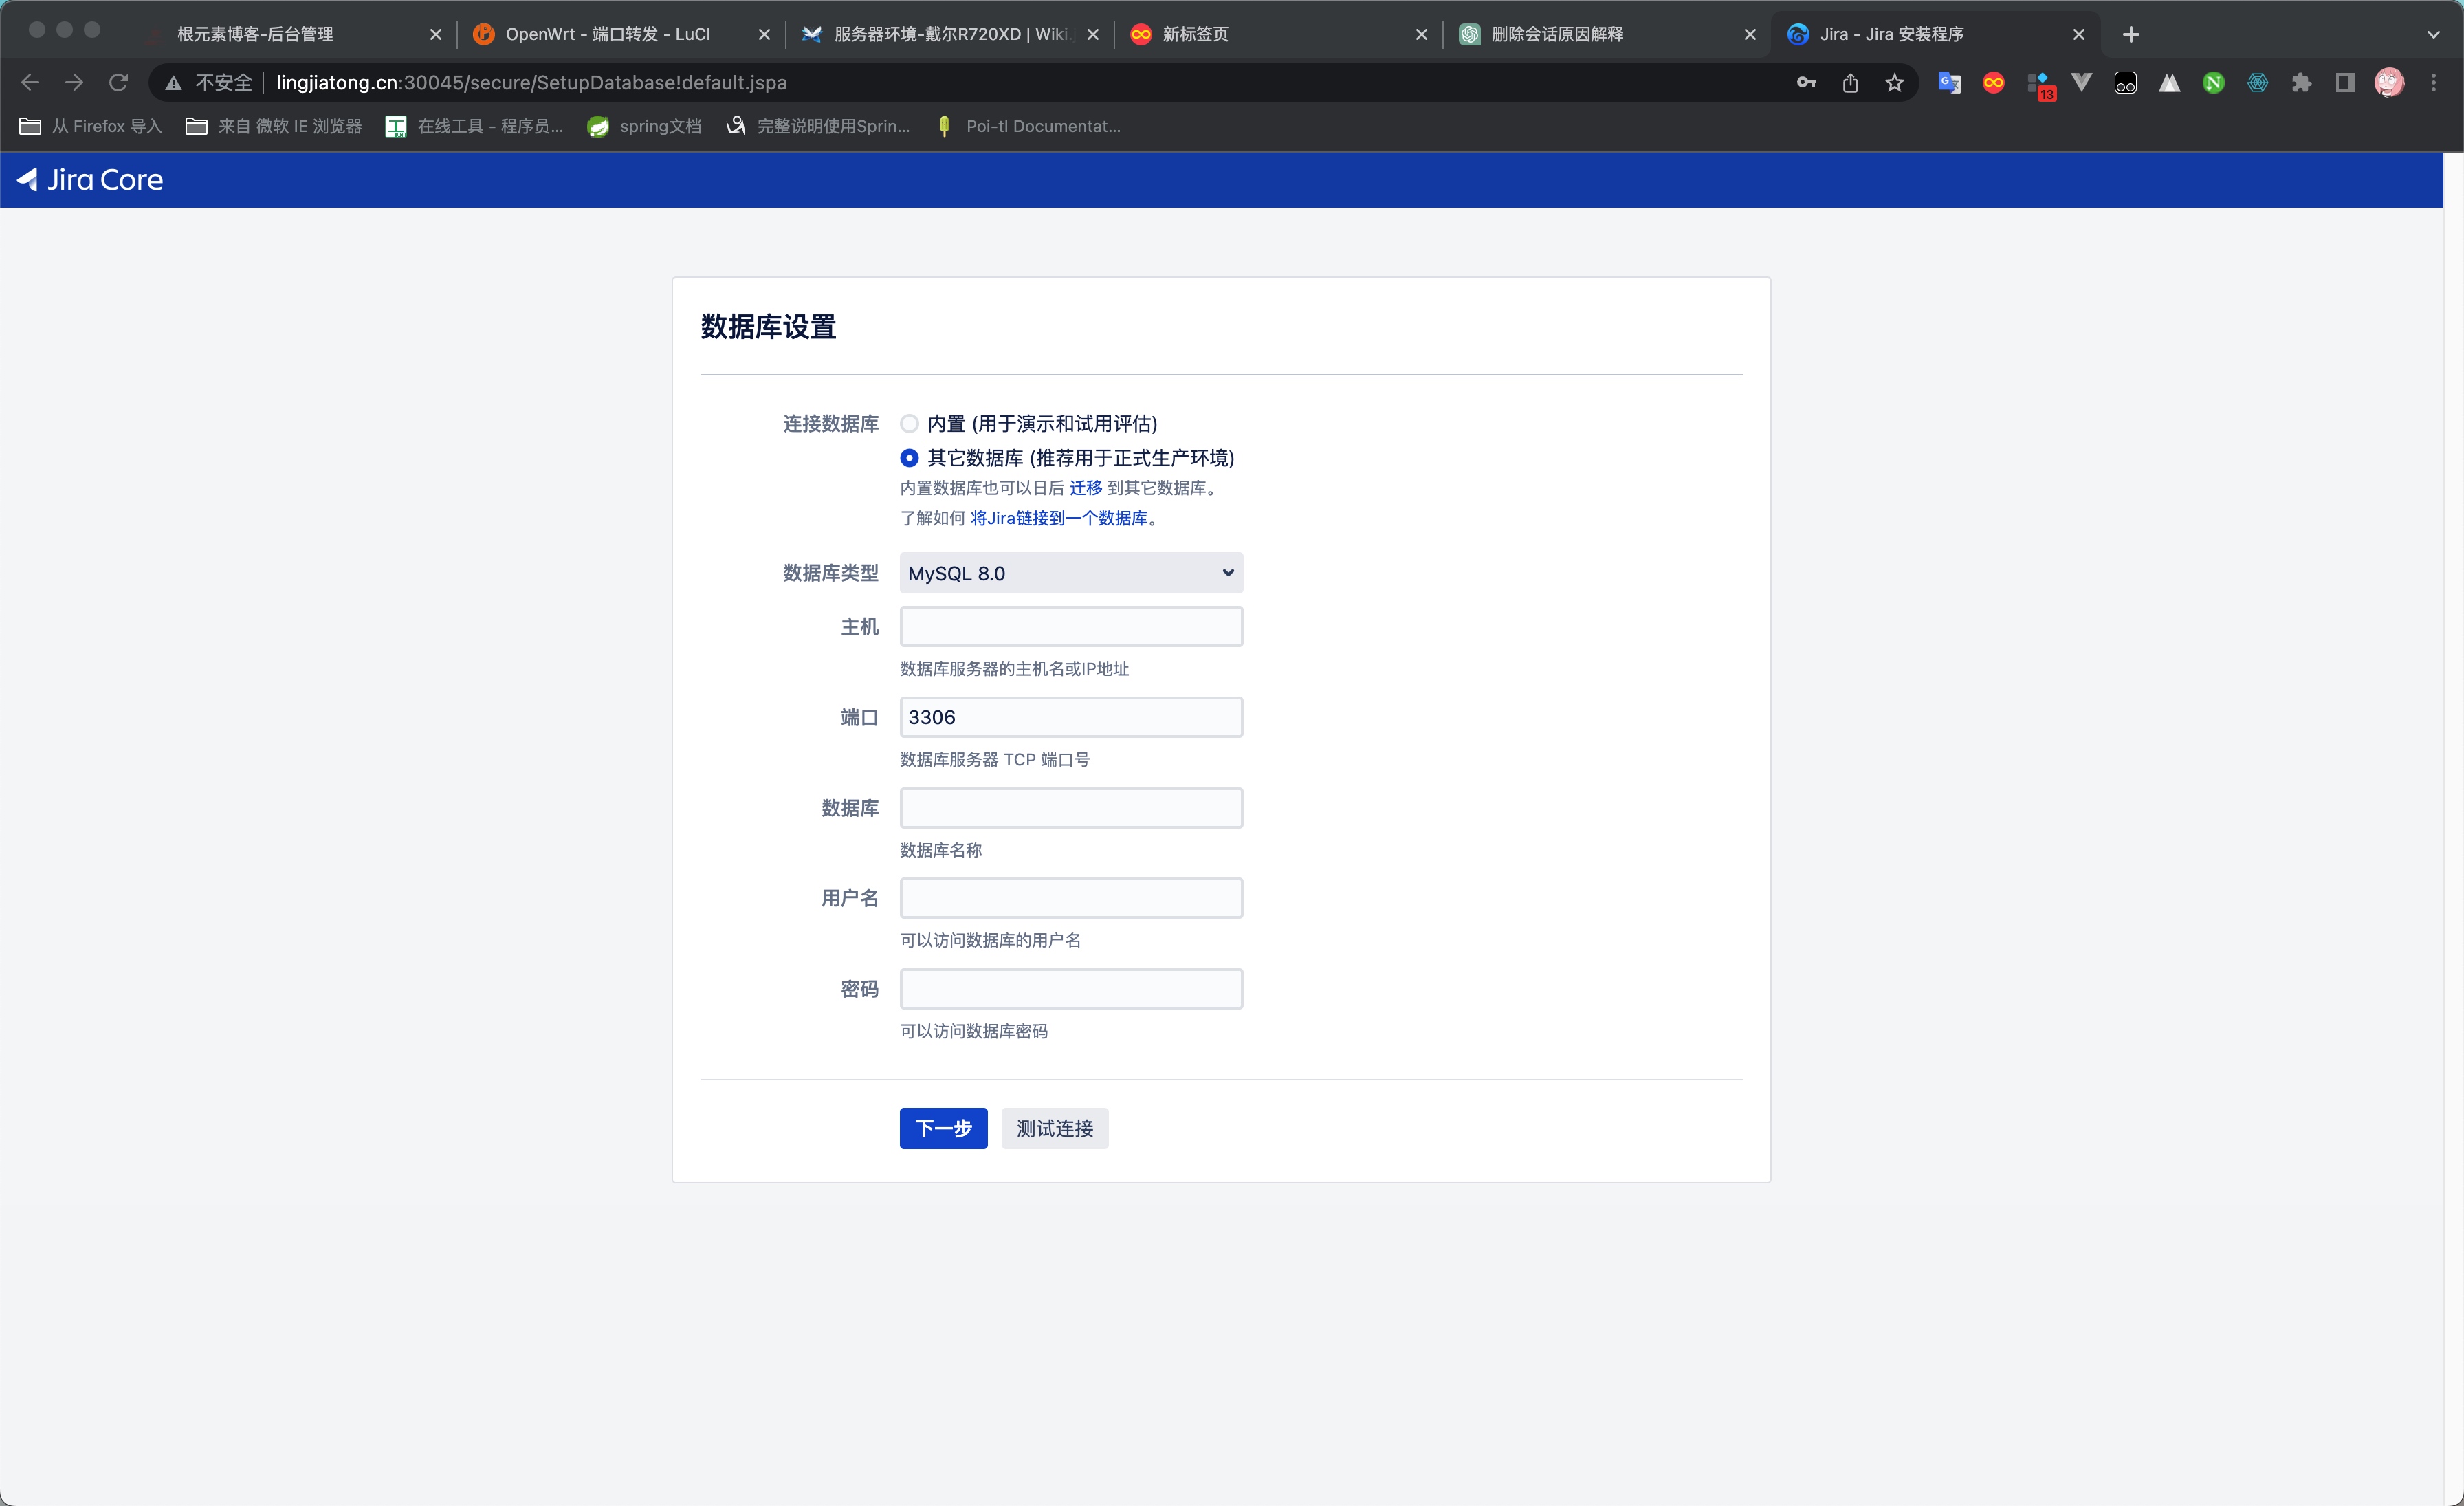 根元素博客-后台管理
OpenWrt - 端口转发 - LuCI
服务器环境-戴尔R720XD | Wiki.
新标签页
删除会话原因解释
Jira - Jira 安装程序
不安全
lingjiatong.cn:30045/secure/SetupDatabase!default.jspa
13
从 Firefox 导入
来自 微软 IE 浏览器
在线工具 - 程序员...
spring文档
完整说明使用Sprin...
Poi-tl Documentat...
Jira Core
数据库设置
连接数据库
内置 (用于演示和试用评估)
其它数据库 (推荐用于正式生产环境)
内置数据库也可以日后 迁移 到其它数据库。
了解如何 将Jira链接到一个数据库。
数据库类型
MySQL 8.0
主机
数据库服务器的主机名或IP地址
端口
3306
数据库服务器 TCP 端口号
数据库
数据库名称
用户名
可以访问数据库的用户名
密码
可以访问数据库密码
下一步
测试连接